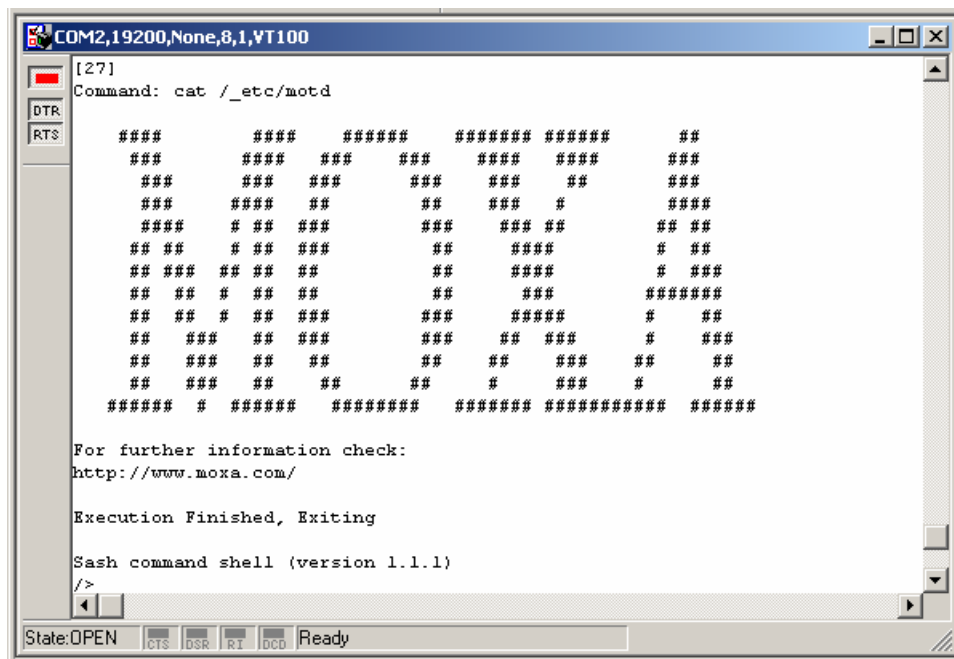 COM2,19200,None,8,1,VT100
DTR
RTS
[27]
Command: cat /_etc/motd
   ####        ####    ######    ####### ######      ##
    ###       ####   ###    ###    ####   ####      ###
     ###      ###   ###      ###    ###    ##       ###
     ###     ####   ##        ##    ###   #         ####
     ####    # ##  ###        ###    ### ##        ## ##
    ## ##    # ##  ###         ##     ####         #  ##
    ## ###  ## ##  ##          ##     ####         #  ###
    ##  ##  #  ##  ##          ##      ###        #######
    ##  ##  #  ##  ###        ###     #####       #    ##
    ##   ###   ##  ###        ###    ##  ###      #    ###
    ##   ###   ##   ##        ##    ##    ###    ##     ##
    ##   ###   ##    ##      ##     #     ###    #      ##
  ######  #  ######   ########   ####### ###########  ######
For further information check:
http://www.moxa.com/
Execution Finished, Exiting
Sash command shell (version 1.1.1)
/>
State:OPEN CTS DSR RI DCD Ready